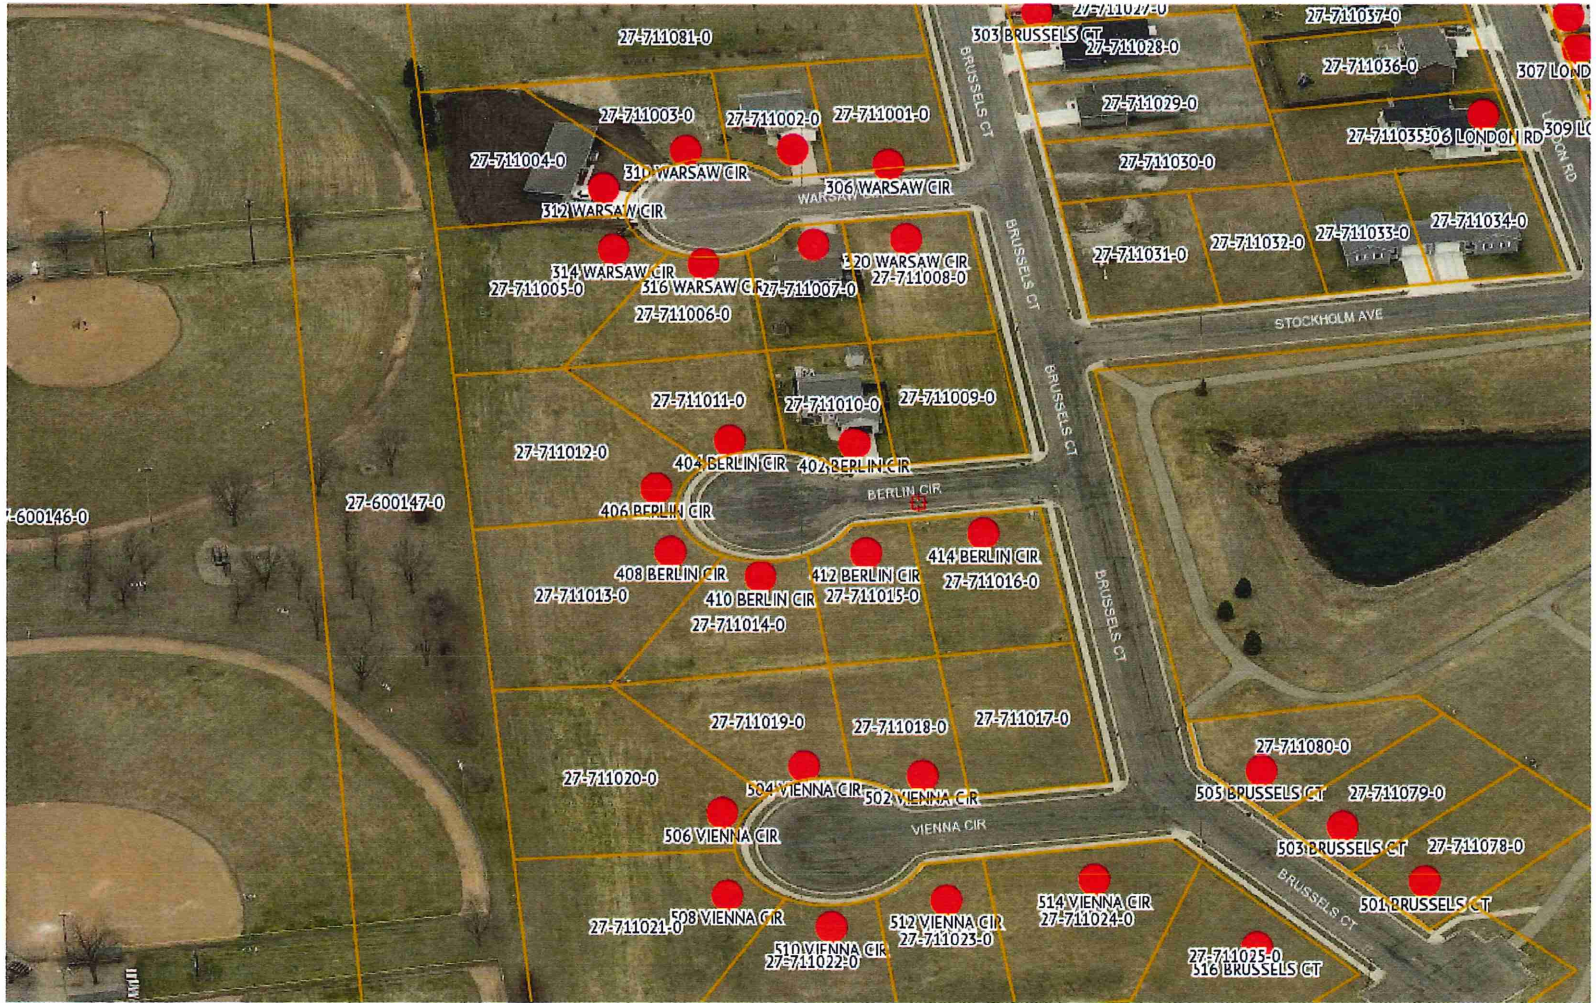 27-711027-0
27-711037-0
303 BRUSSELS CT
27-711081-0
27-711028-0
27-711036-0
307 LOND
BRUSSELS CT
27-711003-0
27-711002-0
27-711001-0
27-711029-0
306 LONDON RD
309 LO
27-711004-0
310 WARSAW CIR
306 WARSAW CIR
27-711030-0
WARSAW CIR
312 WARSAW CIR
27-711034-0
27-711033-0
27-711032-0
27-711031-0
BRUSSELS CT
314 WARSAW CIR
27-711005-0
316 WARSAW CIR
27-711006-0
27-711007-0
320 WARSAW CIR
27-711008-0
STOCKHOLM AVE
27-711011-0
27-711010-0
27-711009-0
BRUSSELS CT
27-711012-0
404 BERLIN CIR
402 BERLIN CIR
BERLIN CIR
27-600147-0
7-600146-0
406 BERLIN CIR
408 BERLIN CIR
27-711013-0
410 BERLIN CIR
27-711014-0
412 BERLIN CIR
27-711015-0
414 BERLIN CIR
27-711016-0
BRUSSELS CT
27-711019-0
27-711018-0
27-711017-0
27-711080-0
27-711020-0
504 VIENNA CIR
502 VIENNA CIR
505 BRUSSELS CT
27-711079-0
506 VIENNA CIR
VIENNA CIR
503 BRUSSELS CT
27-711078-0
508 VIENNA CIR
27-711021-0
510 VIENNA CIR
27-711022-0
512 VIENNA CIR
27-711023-0
514 VIENNA CIR
27-711024-0
BRUSSELS CT
501 BRUSSELS CT
27-711025-0
516 BRUSSELS CT